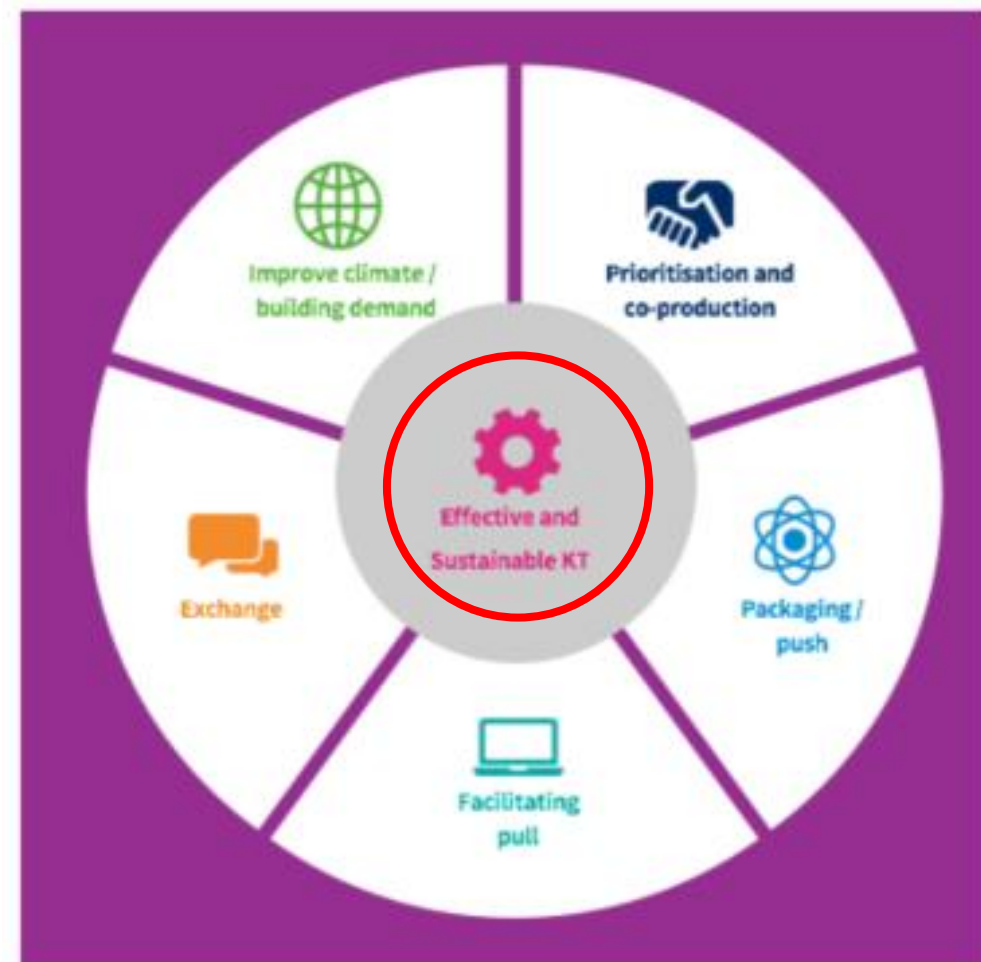 Improve climate /
building demand
Prioritisation and
co-production
Effective and
Sustainable KT
Exchange
Packaging /
push
Facilitating
pull